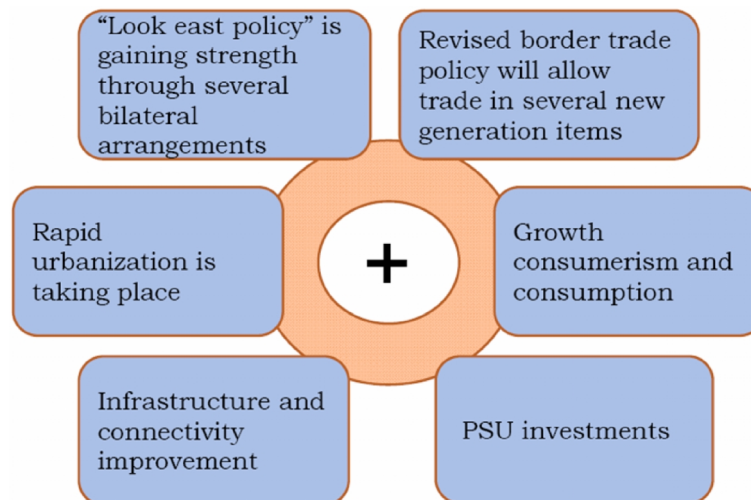 “Look east policy” is
gaining strength
through several
bilateral
arrangements
Revised border trade
policy will allow
trade in several new
generation items
Rapid
urbanization is
taking place
+
Growth
consumerism and
consumption
Infrastructure and
connectivity
improvement
PSU investments